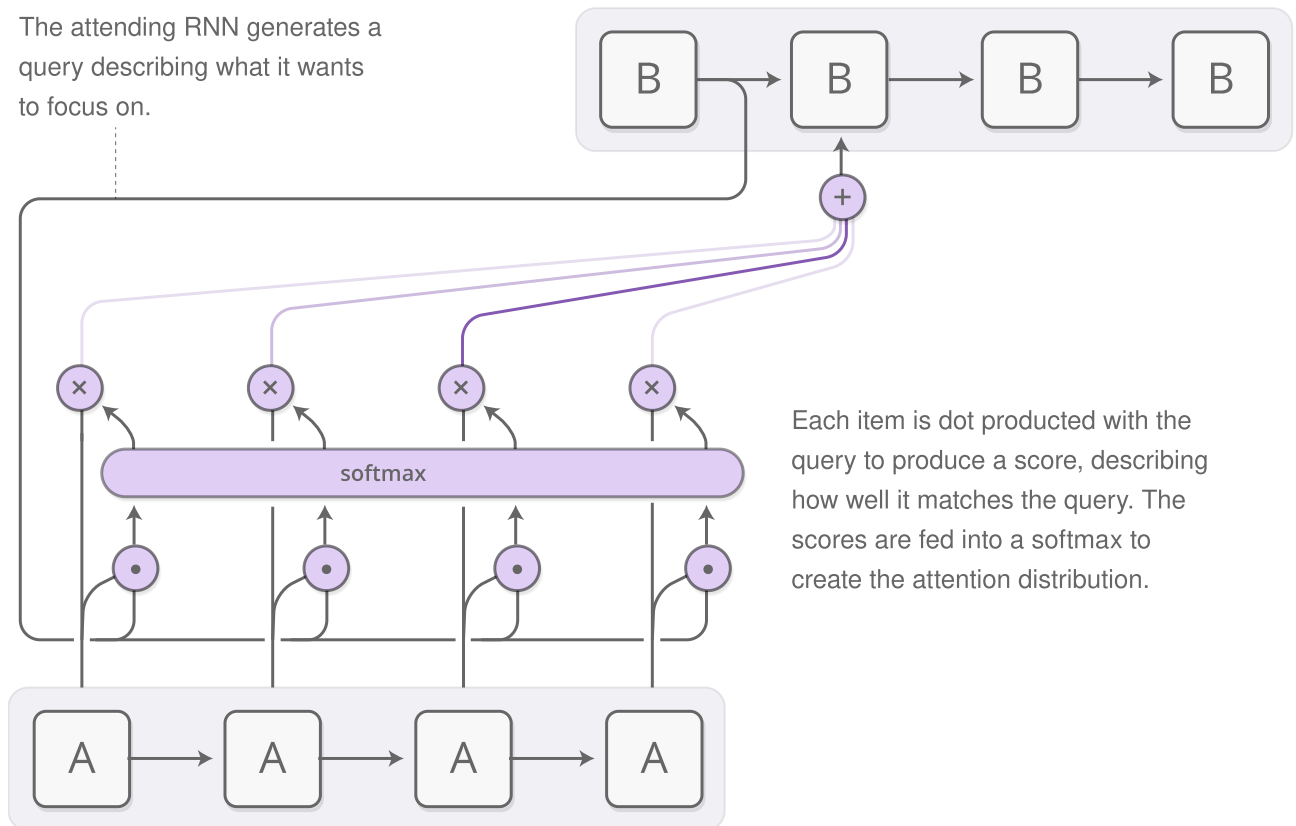 The attending RNN generates a
query describing what it wants
to focus on.
B B B B
+
× × × ×
softmax
Each item is dot producted with the
query to produce a score, describing
how well it matches the query. The
scores are fed into a softmax to
create the attention distribution.
• • • •
A A A A